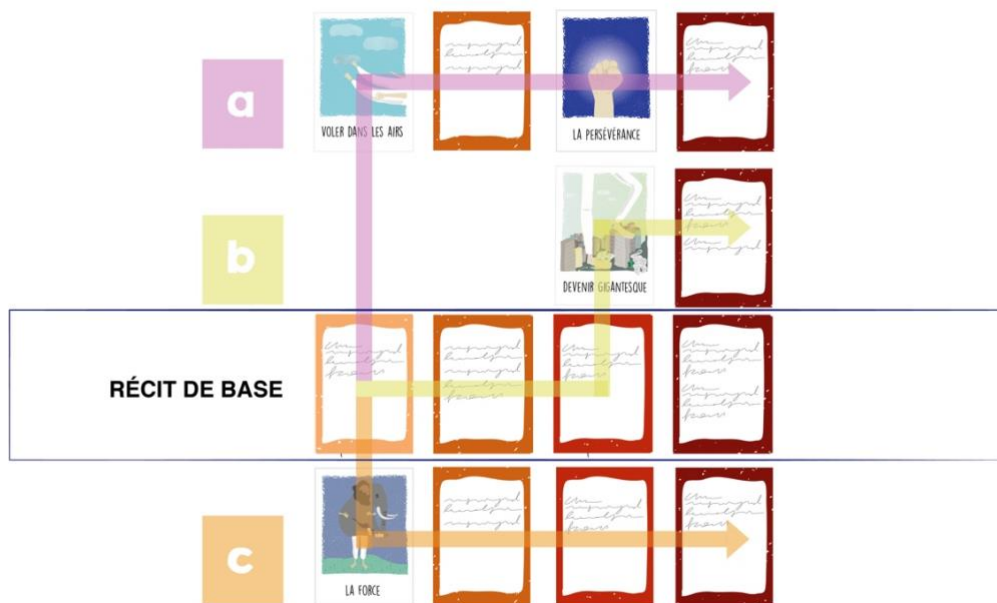 a
VOLER DANS LES AIRS
LA PERSÉVÉRANCE
b
DEVENIR GIGANTESQUE
RÉCIT DE BASE
c
LA FORCE